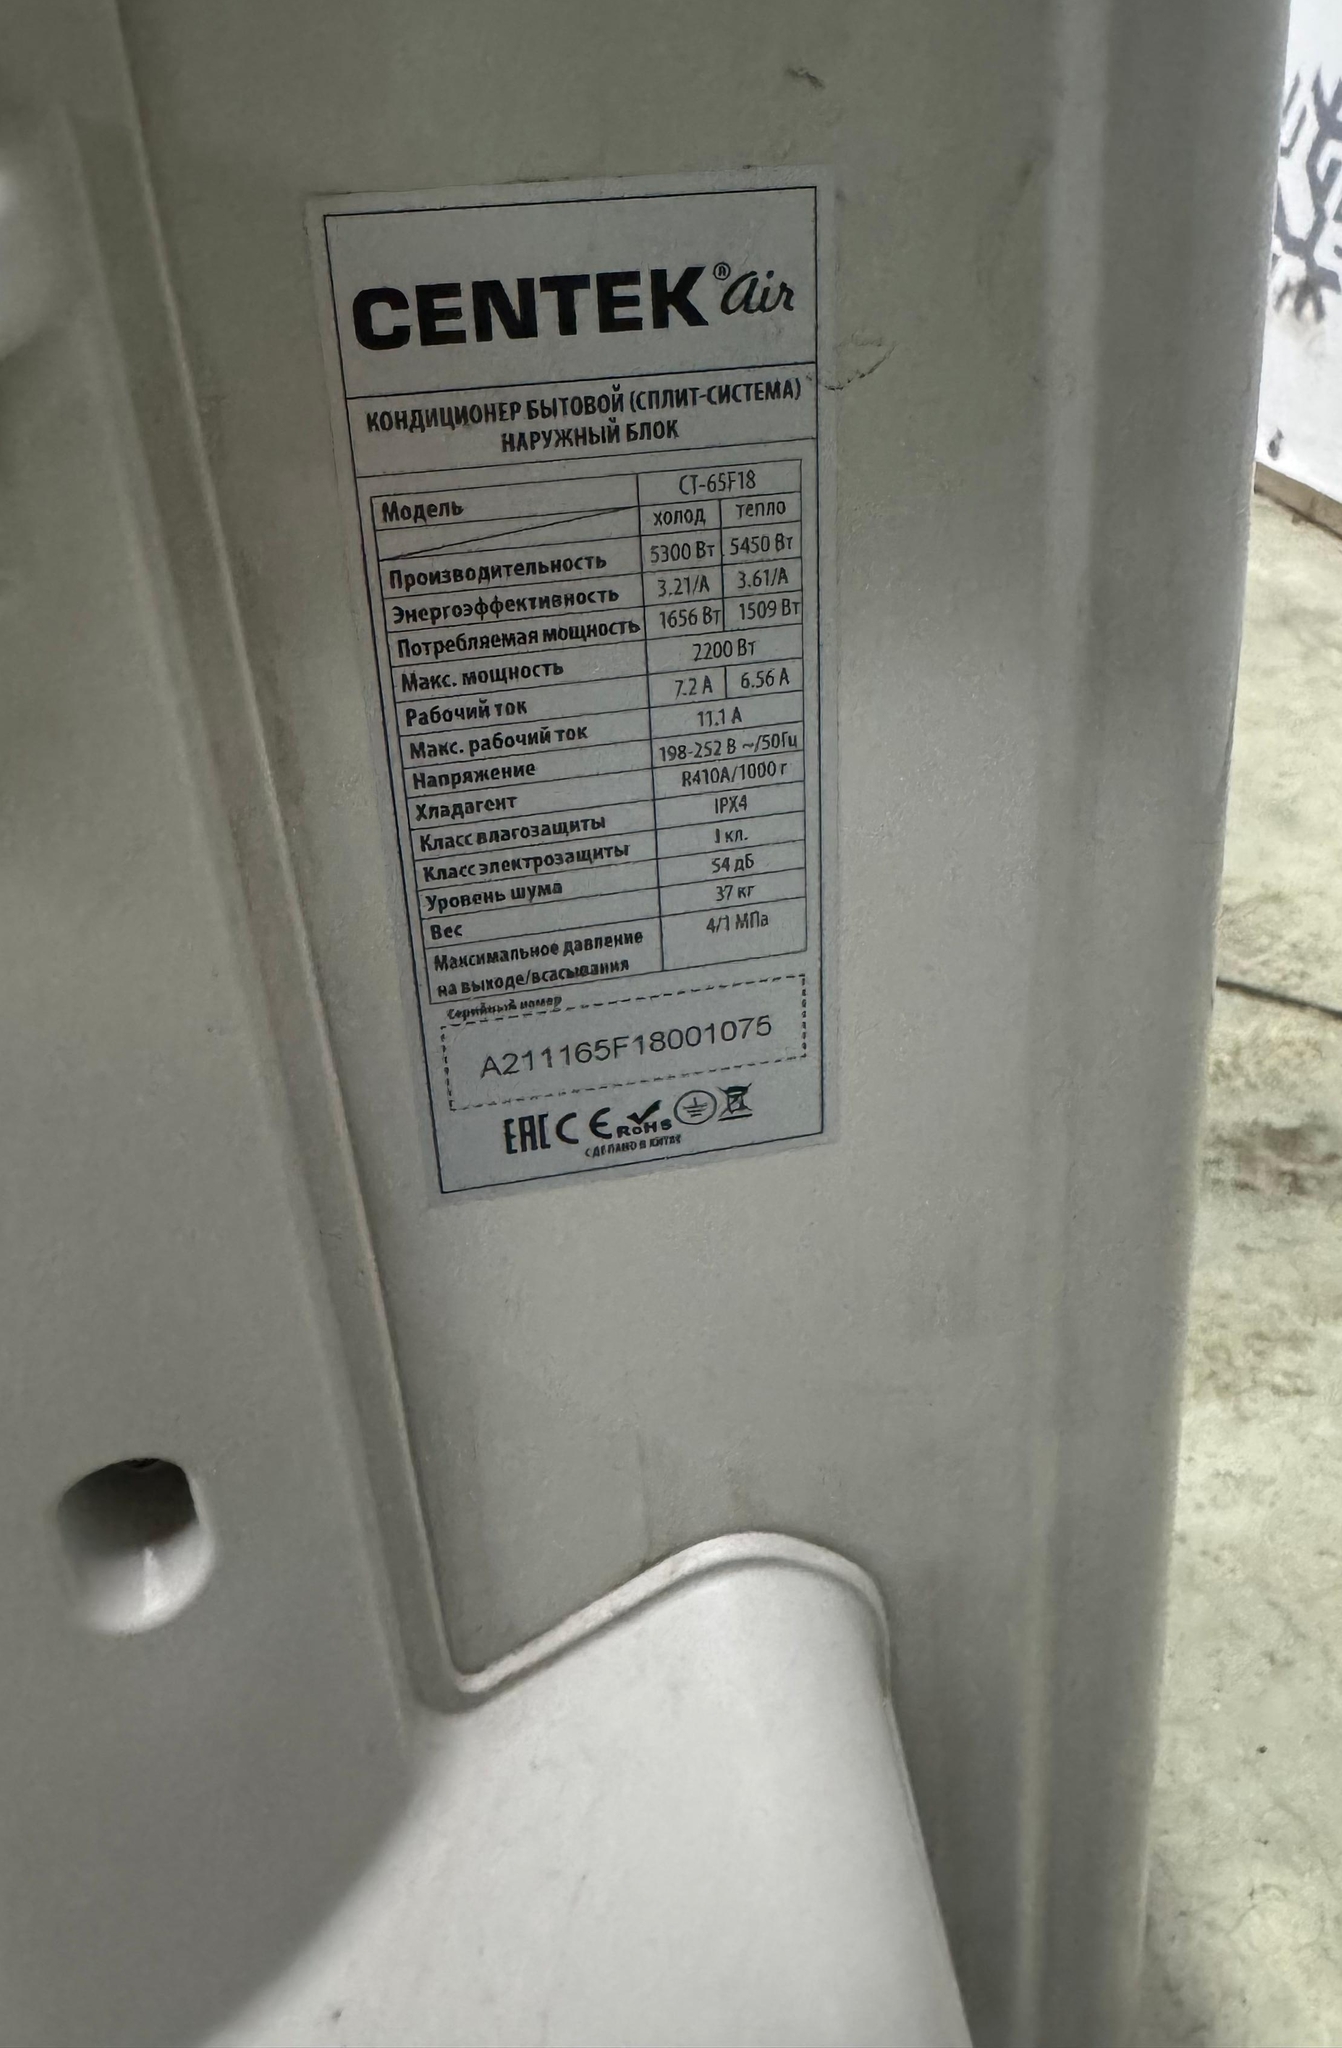 CENTEK® air
КОНДИЦИОНЕР БЫТОВОЙ (СПЛИТ-СИСТЕМА)
НАРУЖНЫЙ БЛОК
Модель CT-65F18
холод тепло
Производительность 5300 Вт 5450 Вт
Энергоэффективность 3.21/A 3.61/A
Потребляемая мощность 1656 Вт 1509 Вт
Макс. мощность 2200 Вт
Рабочий ток 7.2 А 6.56 А
Макс. рабочий ток 11.1 А
Напряжение 198-252 В ~/50Гц
Хладагент R410A/1000 г
Класс влагозащиты IPX4
Класс электрозащиты I кл.
Уровень шума 54 дБ
Вес 37 кг
Максимальное давление
на выходе/всасывания 4/1 МПа
Серийный номер
A211165F18001075
EAC CE RoHS
СДЕЛАНО В КИТАЕ